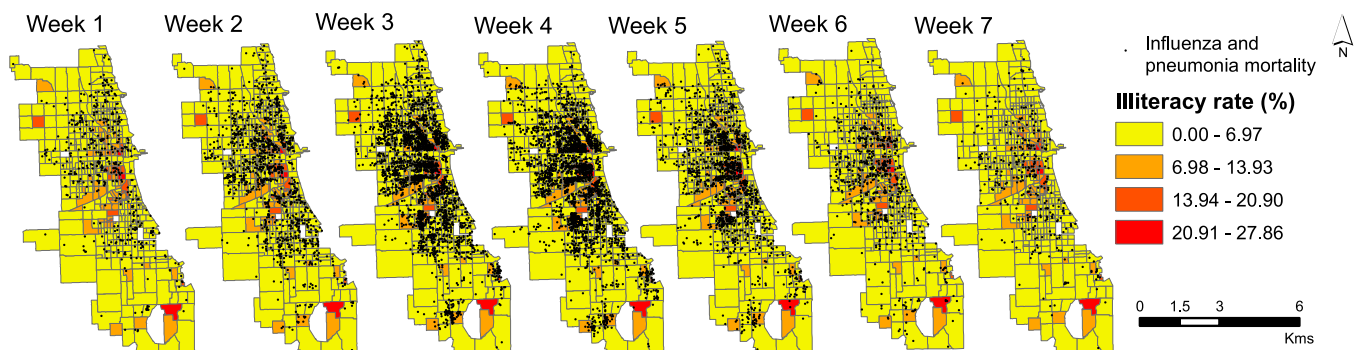 Week 1
Week 2
Week 3
Week 4
Week 5
Week 6
Week 7
Influenza and
pneumonia mortality
N
Illiteracy rate (%)
0.00 - 6.97
6.98 - 13.93
13.94 - 20.90
20.91 - 27.86
0 1.5 3 6
Kms